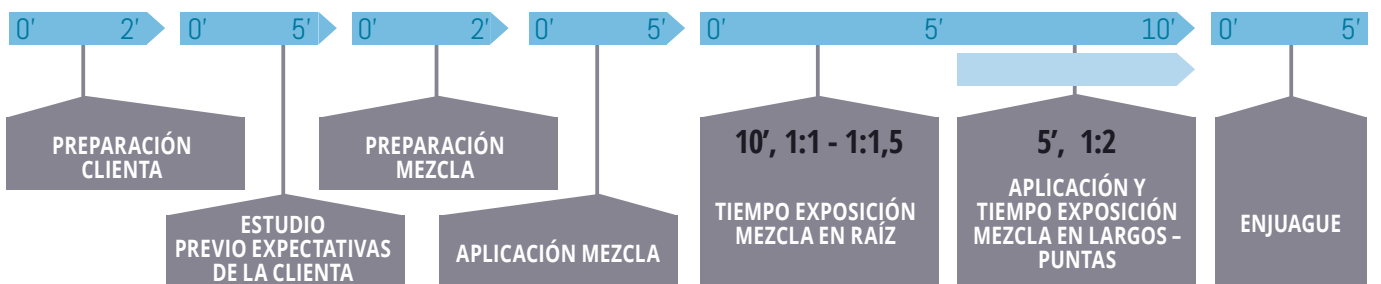 0' 2' 0' 5' 0' 2' 0' 5' 0' 5' 10' 0' 5'
PREPARACIÓN
CLIENTA
ESTUDIO
PREVIO EXPECTATIVAS
DE LA CLIENTA
PREPARACIÓN
MEZCLA
APLICACIÓN MEZCLA
10’, 1:1 - 1:1,5
TIEMPO EXPOSICIÓN
MEZCLA EN RAÍZ
5’, 1:2
APLICACIÓN Y
TIEMPO EXPOSICIÓN
MEZCLA EN LARGOS –
PUNTAS
ENJUAGUE